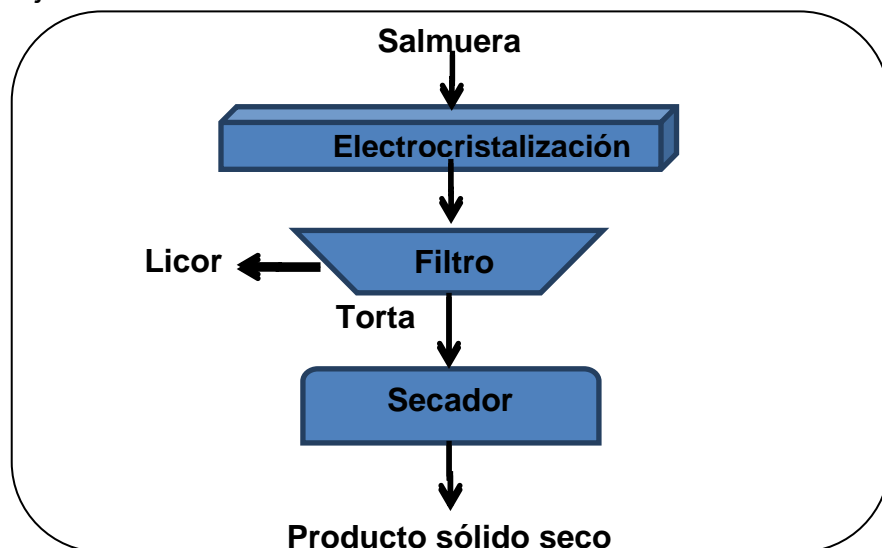 Salmuera
Electrocristalización
Filtro
Licor
Torta
Secador
Producto sólido seco